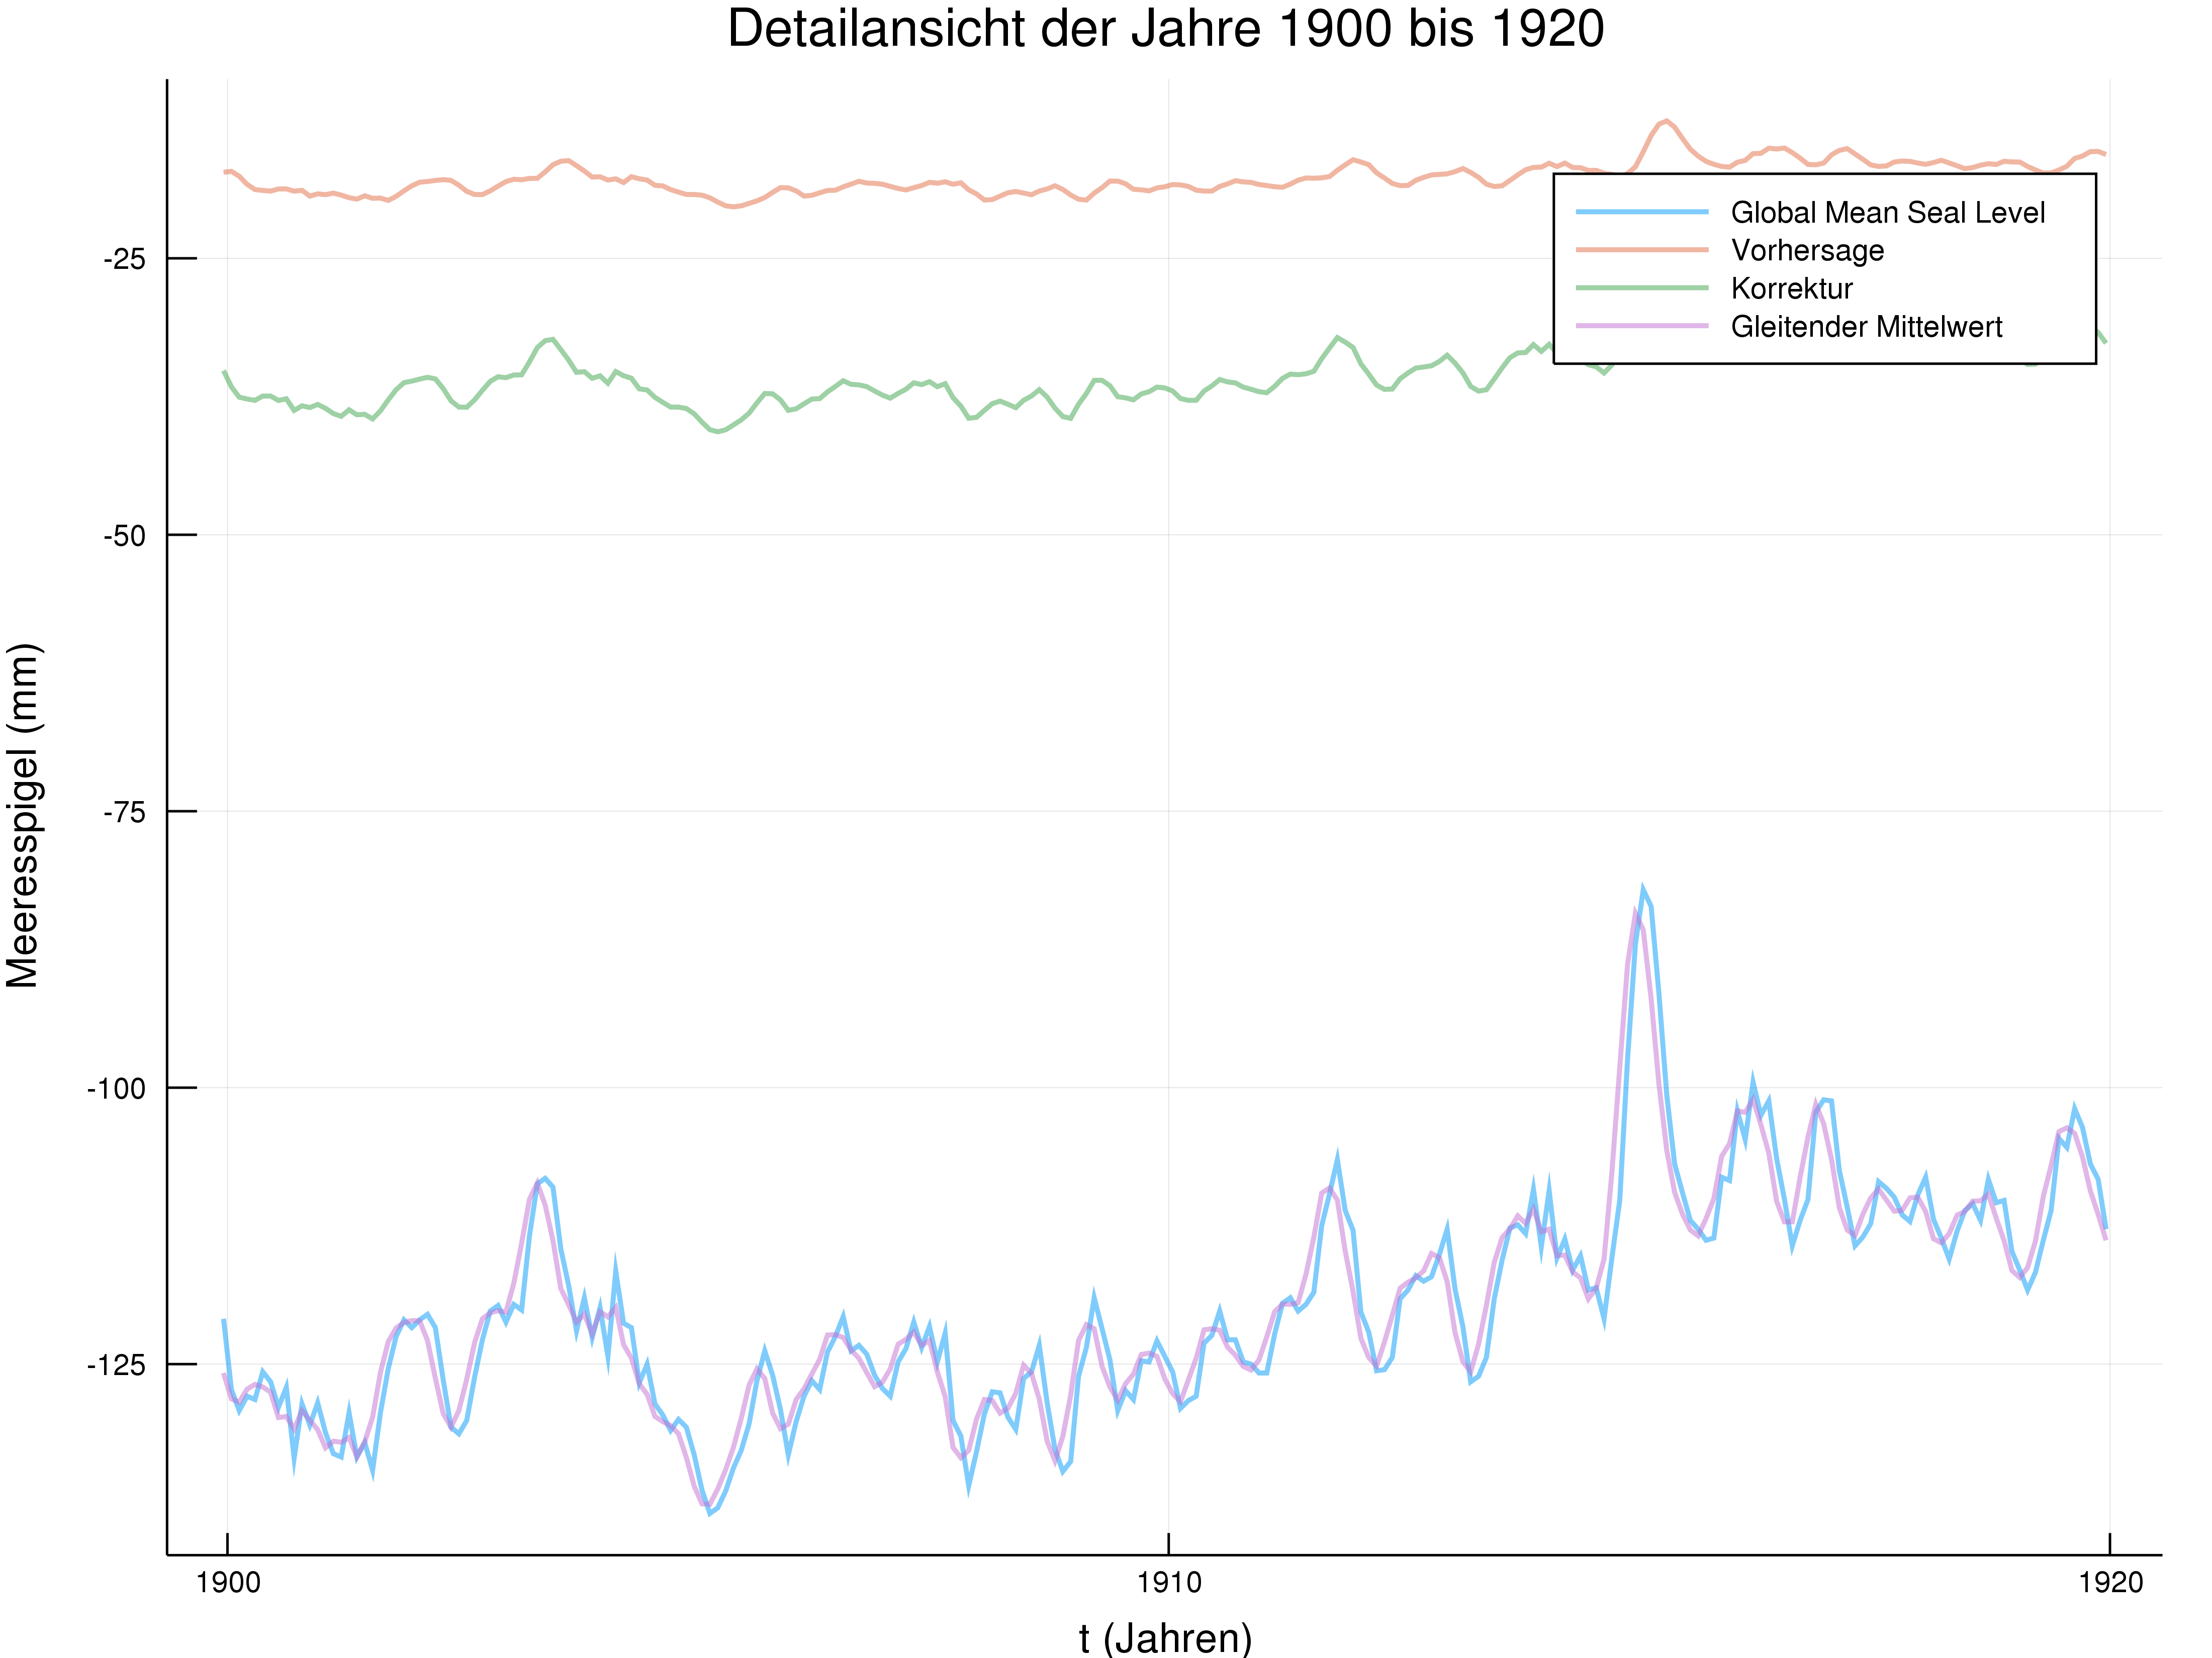 Detailansicht der Jahre 1900 bis 1920
Meeresspigel (mm)
-25
-50
-75
-100
-125
Global Mean Seal Level
Vorhersage
Korrektur
Gleitender Mittelwert
1900
1910
1920
t (Jahren)